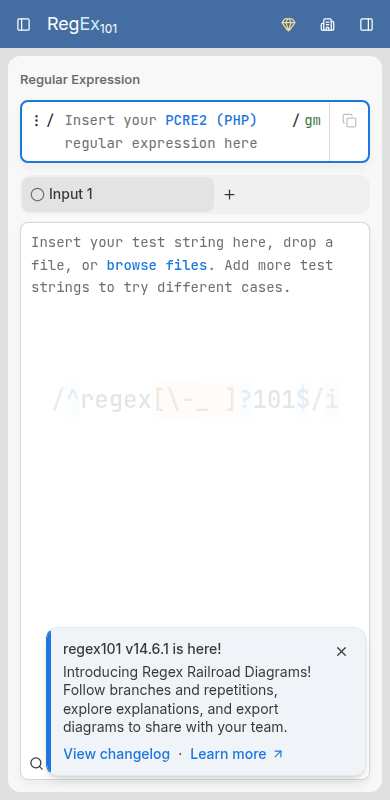 RegEx101
Regular Expression
/ Insert your PCRE2 (PHP) / gm
regular expression here
Input 1 +
Insert your test string here, drop a
file, or browse files. Add more test
strings to try different cases.
/^regex[\-_ ]?101$/i
regex101 v14.6.1 is here!
Introducing Regex Railroad Diagrams!
Follow branches and repetitions,
explore explanations, and export
diagrams to share with your team.
View changelog · Learn more